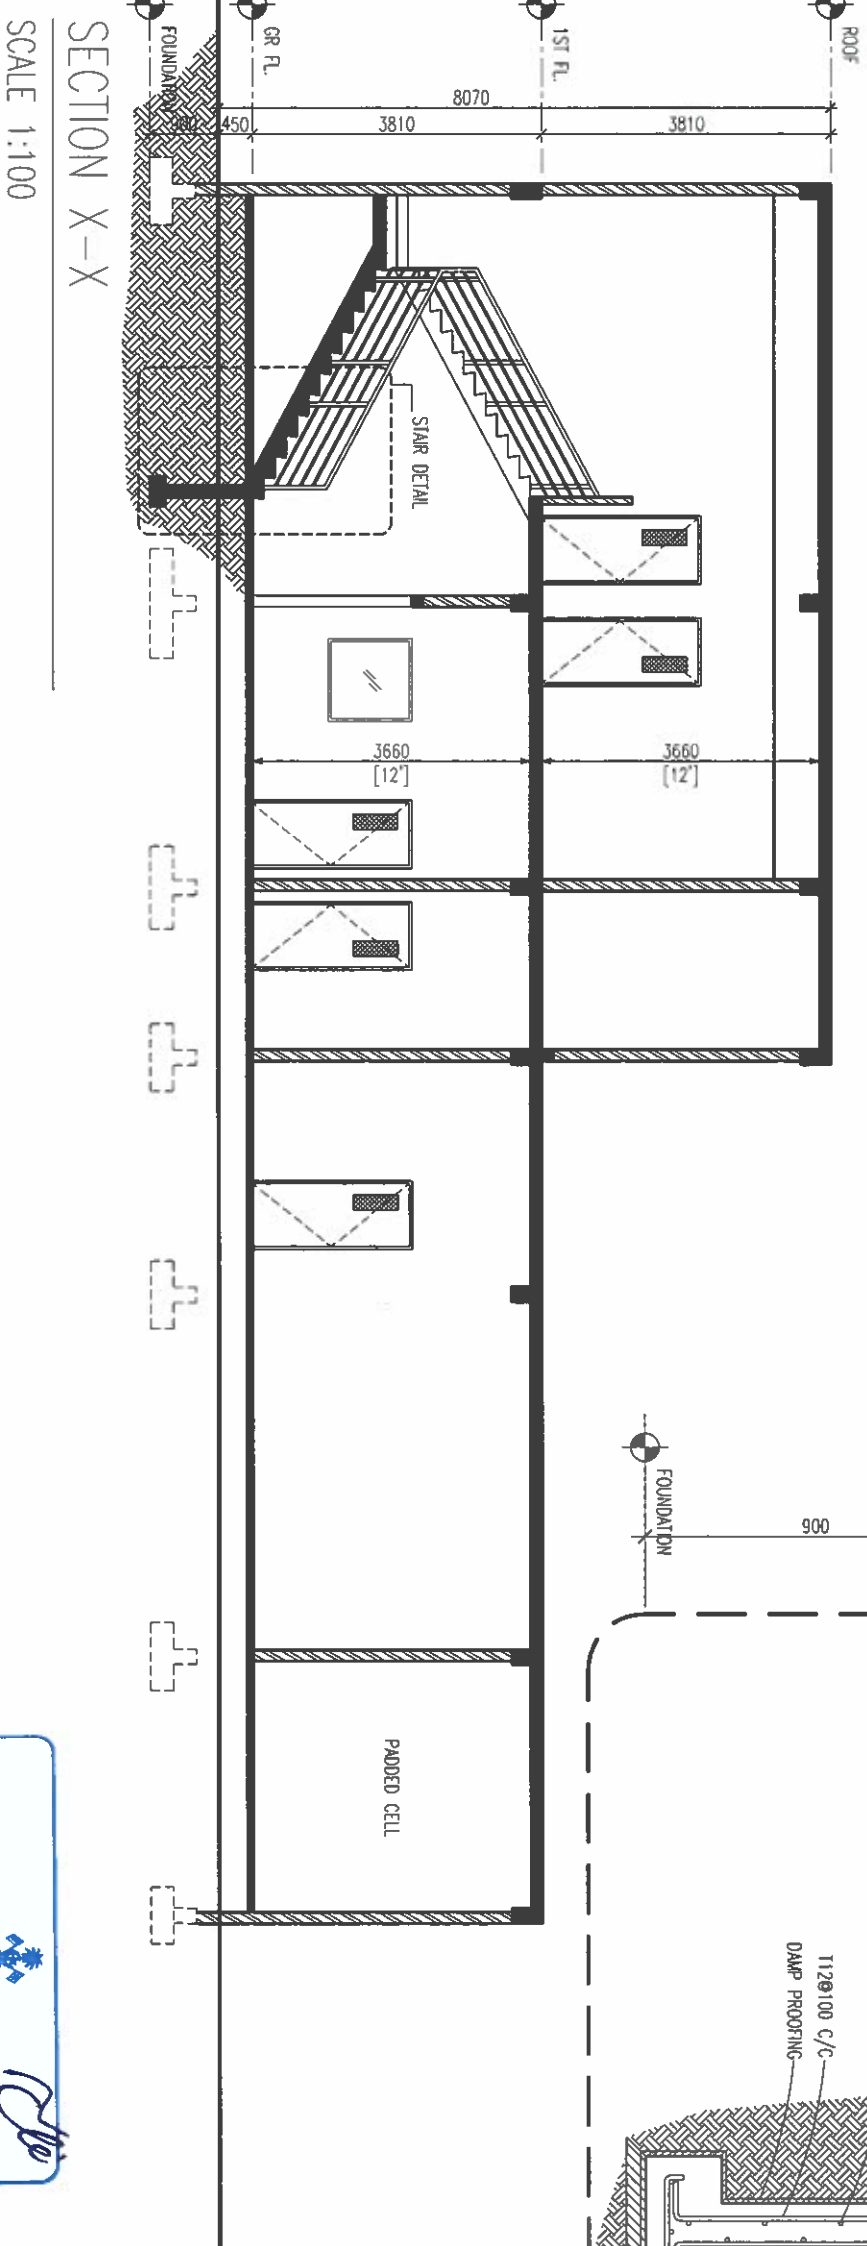 ROOF
1ST FL.
GR FL.
FOUNDATION
8070
3810
3810
450
900
STAIR DETAIL
3660
[12']
3660
[12']
PADDED CELL
SECTION X-X
SCALE 1:100
FOUNDATION
900
T12@100 C/C
DAMP PROOFING